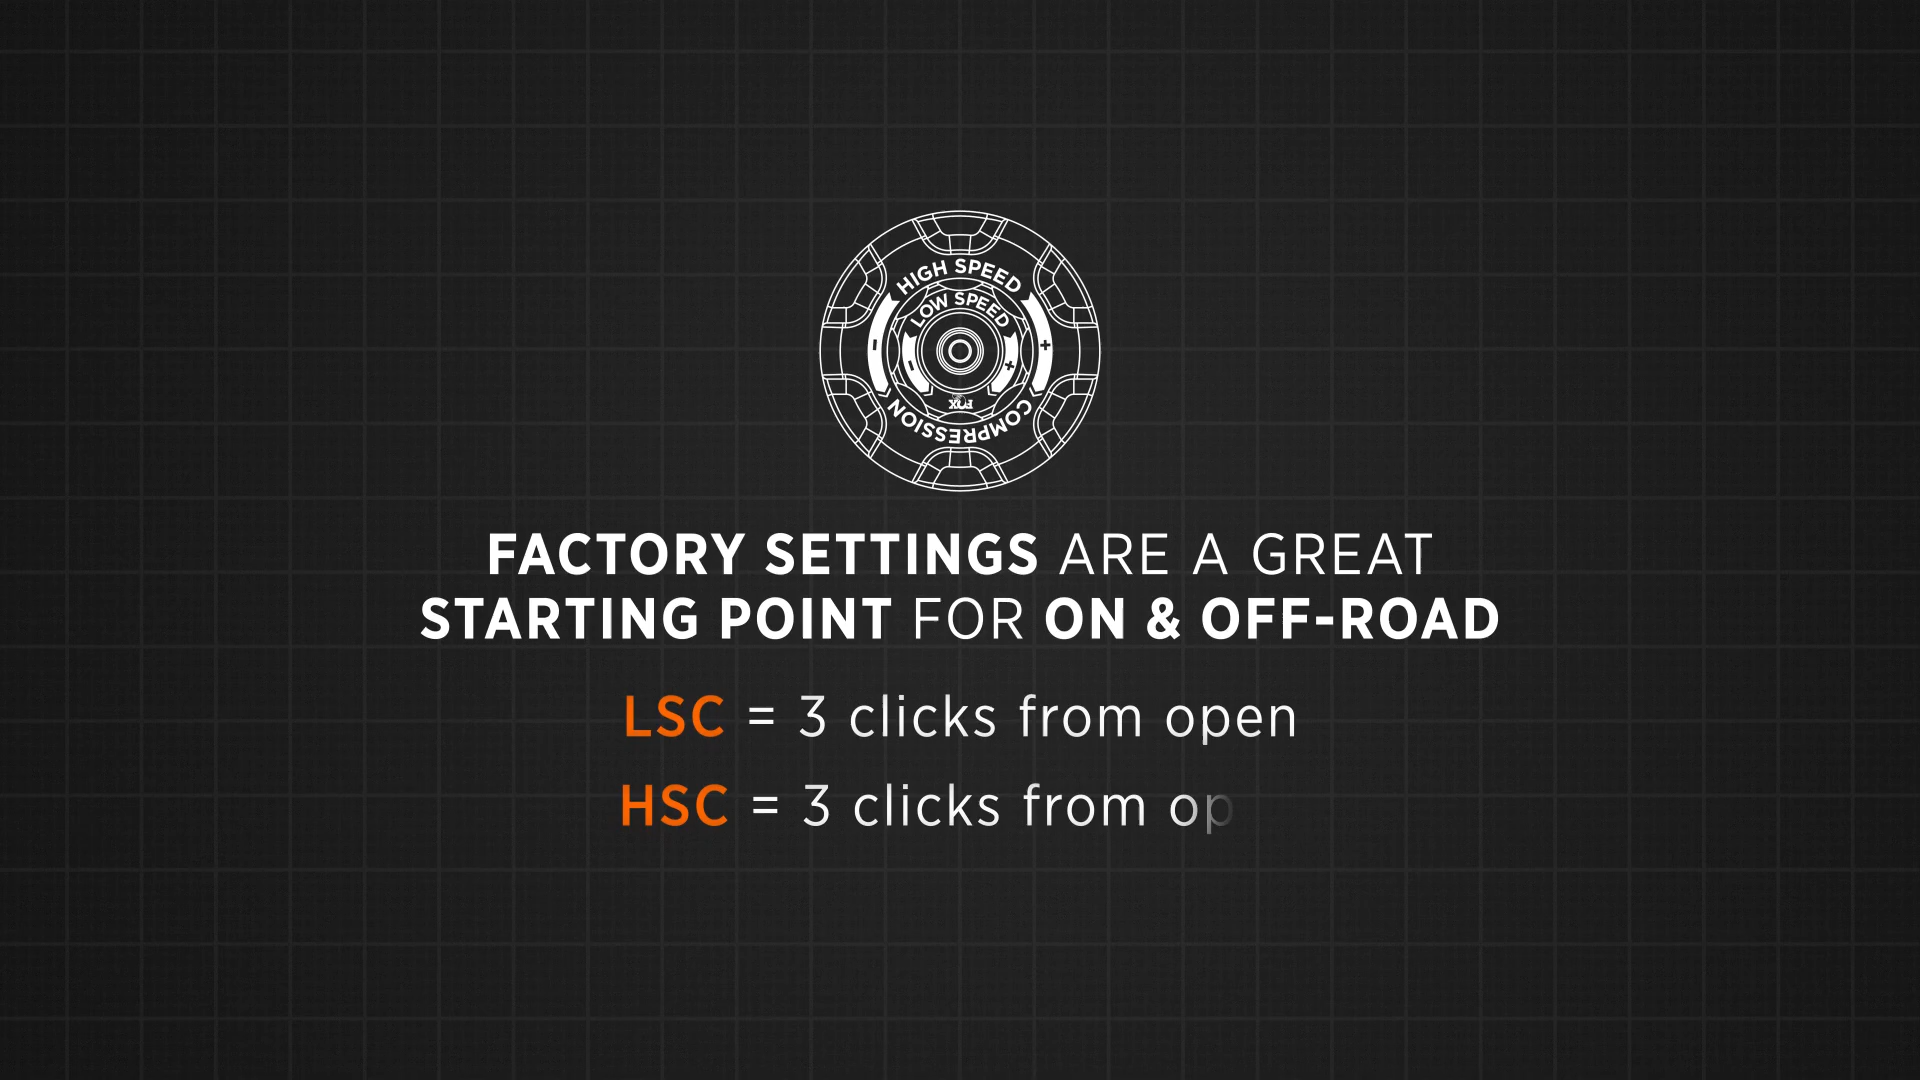 HIGH SPEED
LOW SPEED
- - + +
FOX
COMPRESSION
FACTORY SETTINGS ARE A GREAT
STARTING POINT FOR ON & OFF-ROAD
LSC = 3 clicks from open
HSC = 3 clicks from op